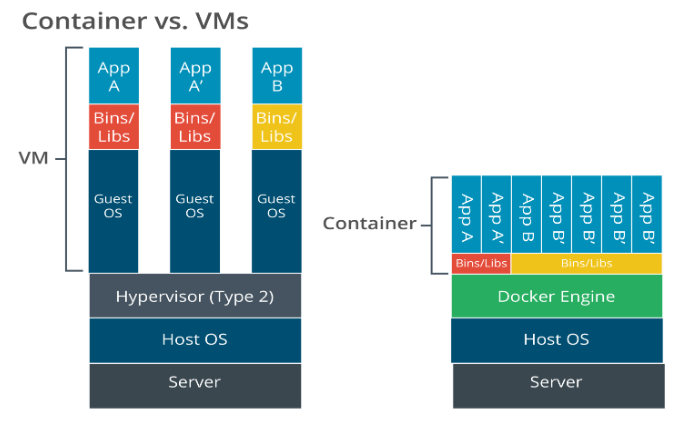 Container vs. VMs
VM
App
A
App
A’
App
B
Bins/
Libs
Bins/
Libs
Bins/
Libs
Guest
OS
Guest
OS
Guest
OS
Hypervisor (Type 2)
Host OS
Server
Container
App A
App A’
App B
App B’
App B’
App B’
App B’
Bins/Libs
Bins/Libs
Docker Engine
Host OS
Server